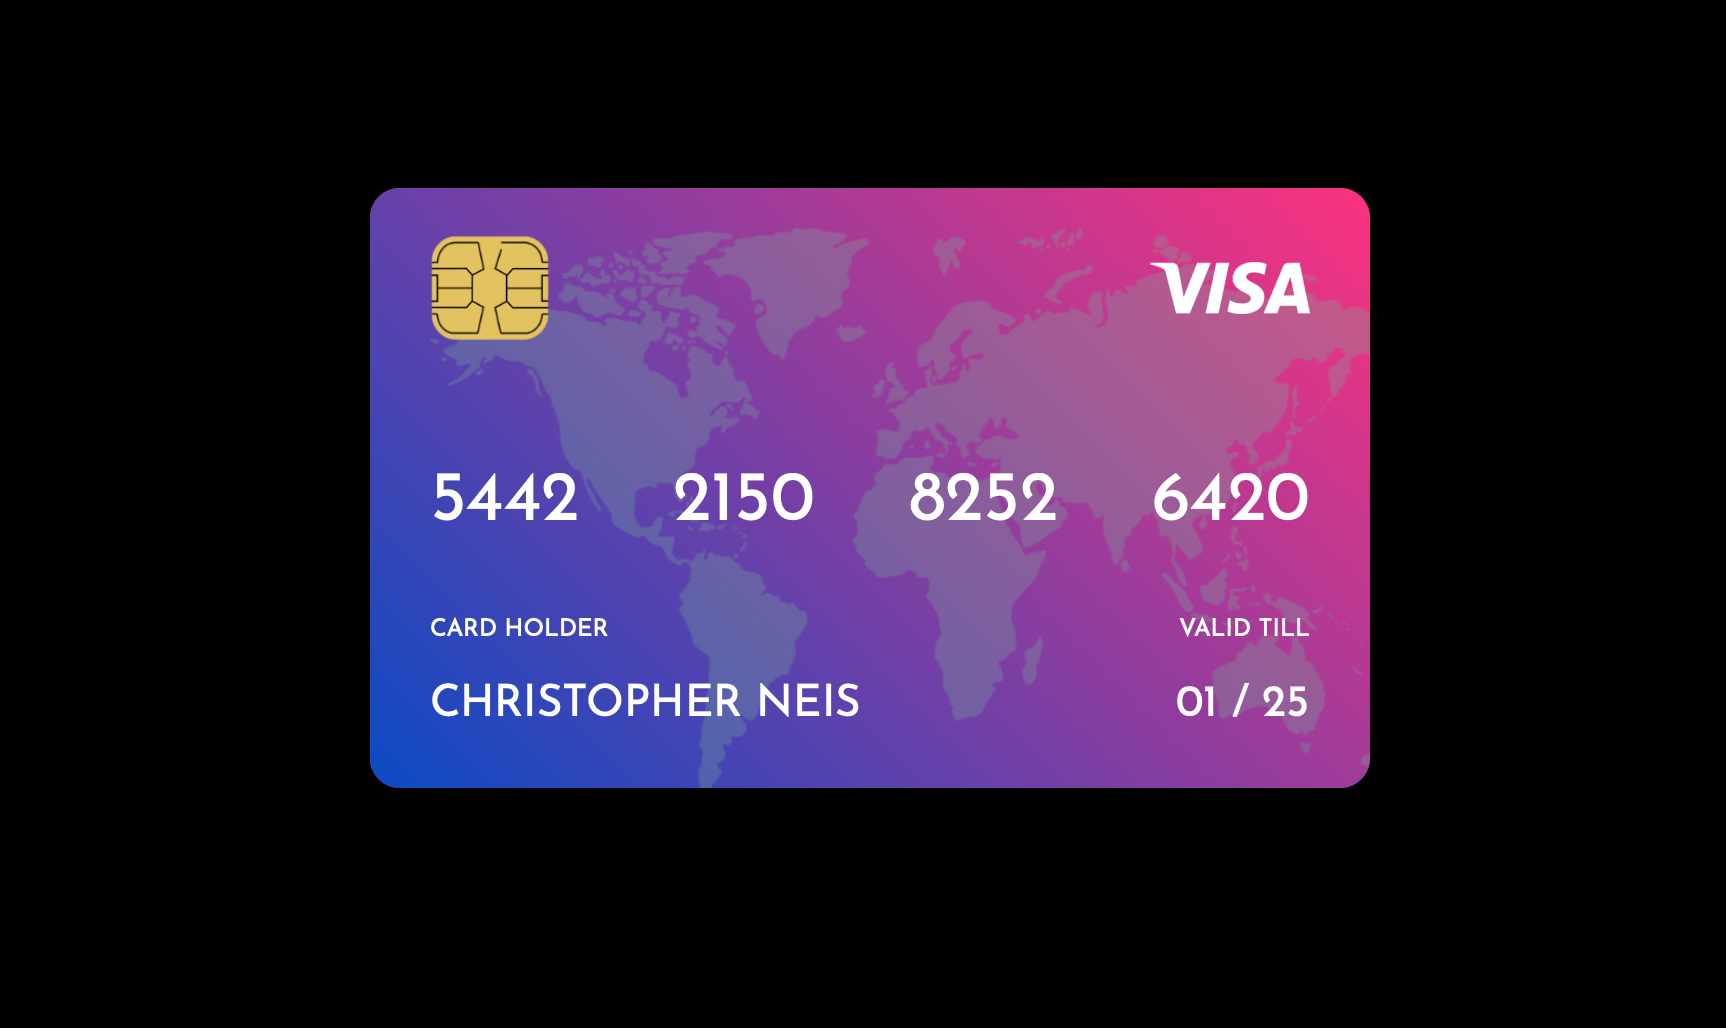 VISA
5442 2150 8252 6420
CARD HOLDER VALID TILL
CHRISTOPHER NEIS 01 / 25